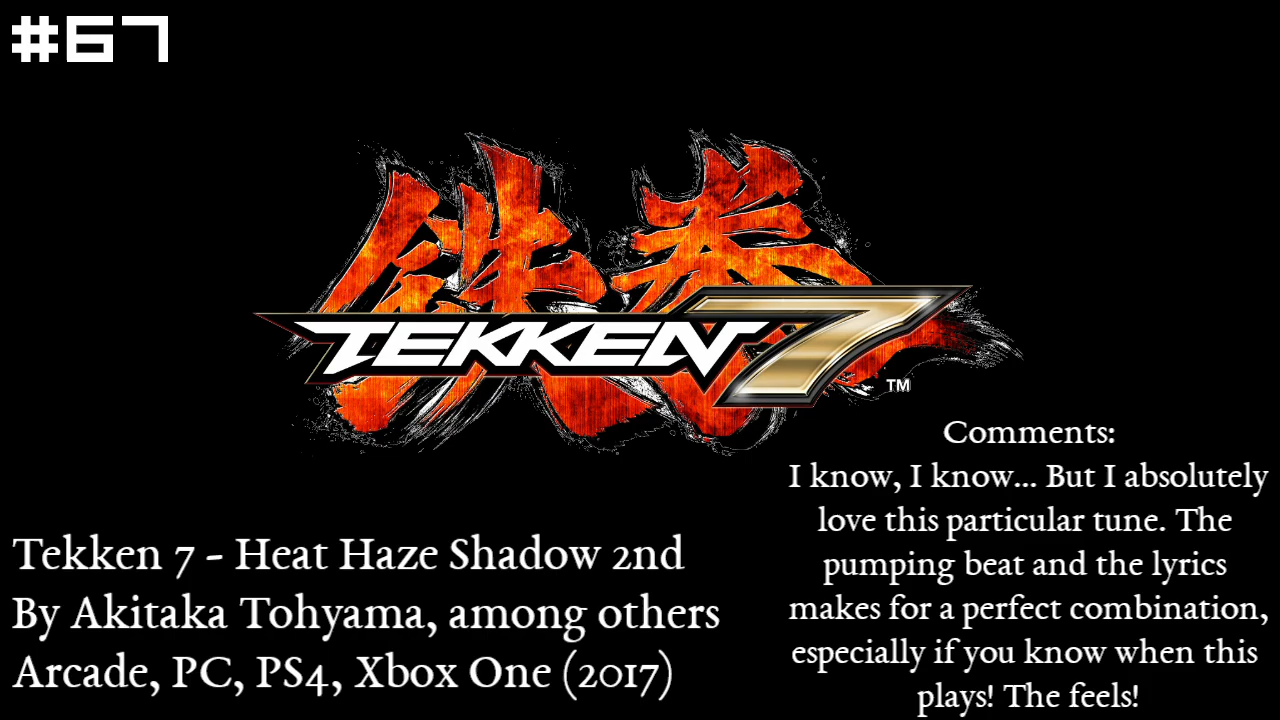 #67
鉄拳
TEKKEN 7
TM
Comments:
I know, I know... But I absolutely
love this particular tune. The
pumping beat and the lyrics
makes for a perfect combination,
especially if you know when this
plays! The feels!
Tekken 7 - Heat Haze Shadow 2nd
By Akitaka Tohyama, among others
Arcade, PC, PS4, Xbox One (2017)